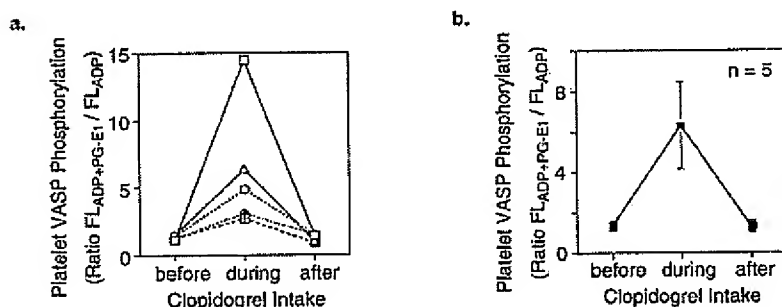 a.
Platelet VASP Phosphorylation
(Ratio FLADP+PG-E1 / FLADP)
15
10
5
0
before during after
Clopidogrel Intake
b.
Platelet VASP Phosphorylation
(Ratio FLADP+PG-E1 / FLADP)
n = 5
8
4
0
before during after
Clopidogrel Intake